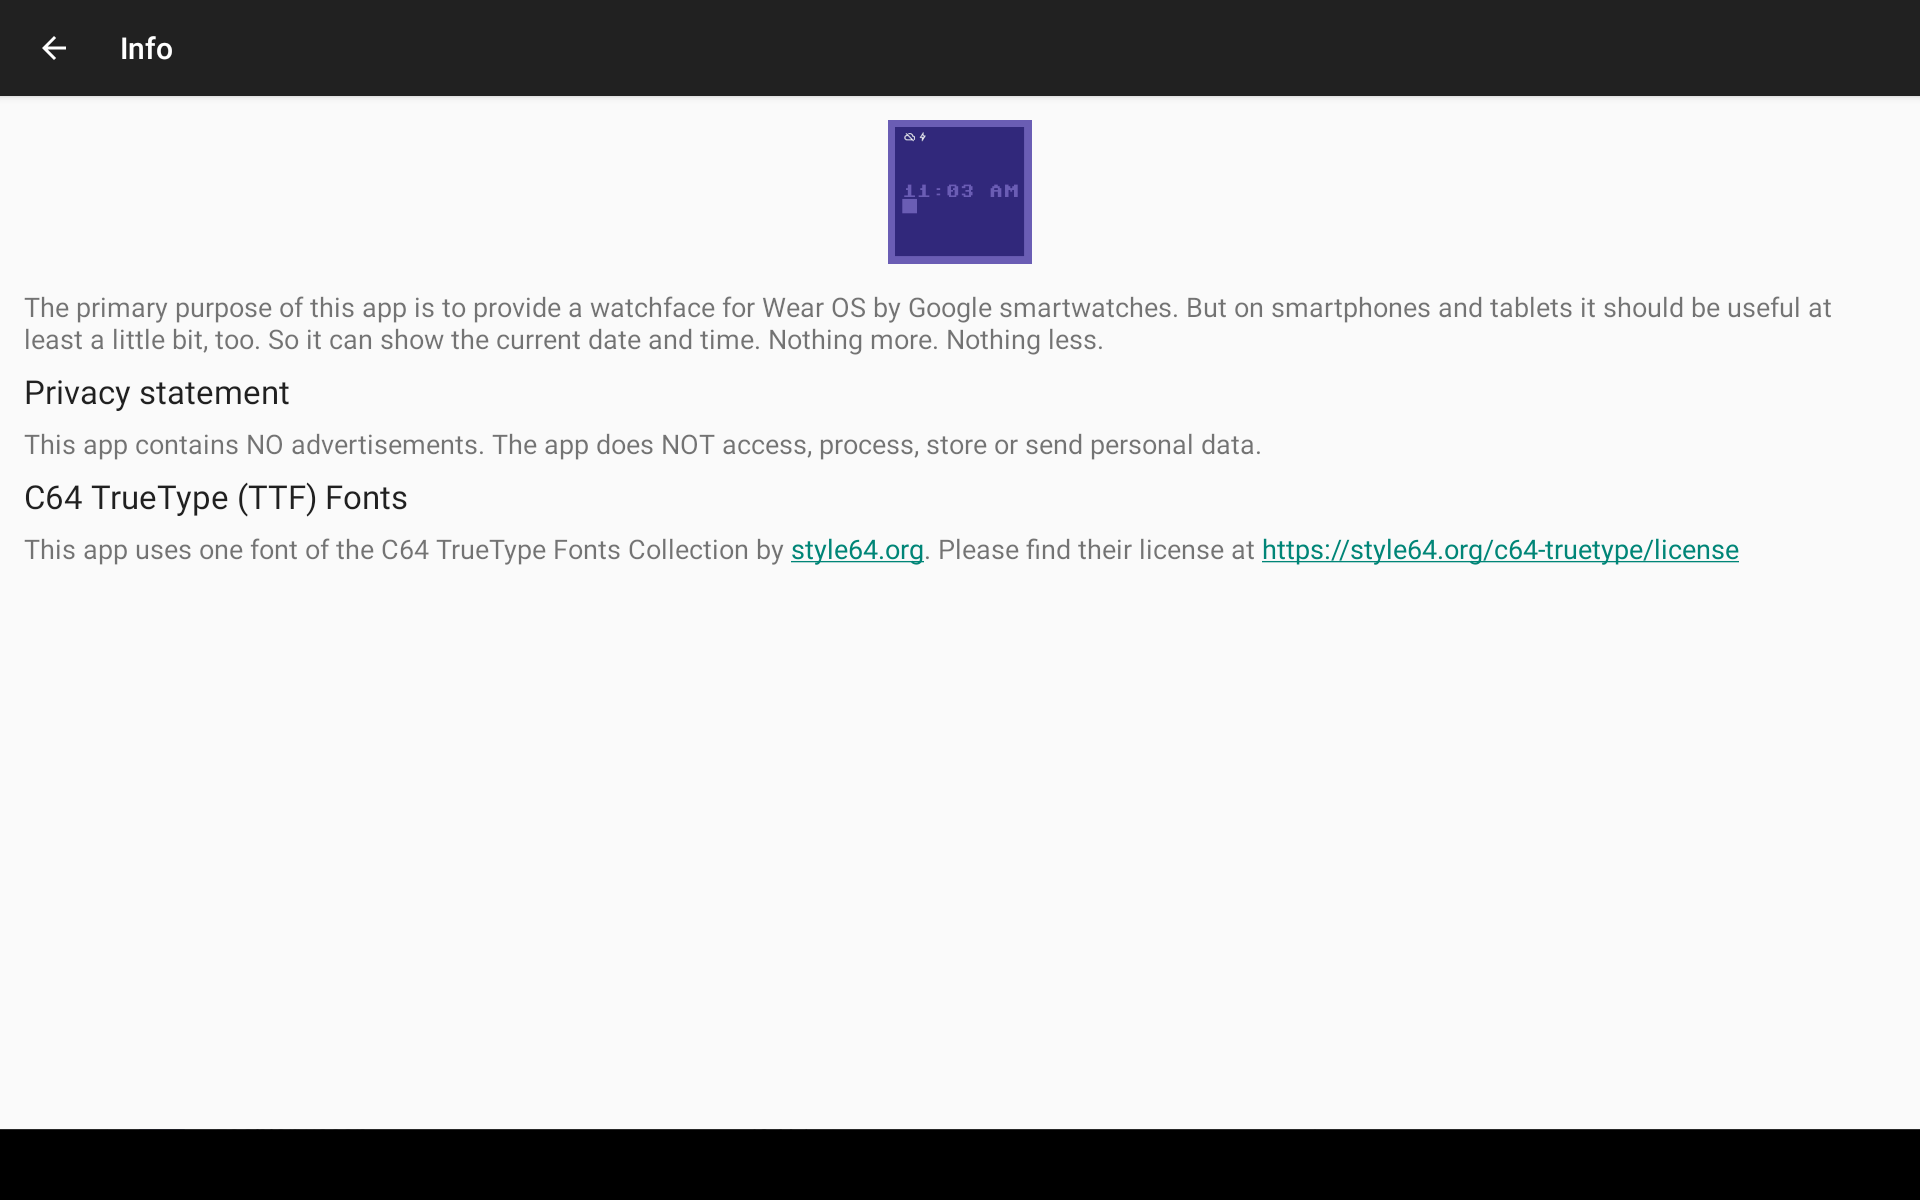 Info
11:03 AM
The primary purpose of this app is to provide a watchface for Wear OS by Google smartwatches. But on smartphones and tablets it should be useful at
least a little bit, too. So it can show the current date and time. Nothing more. Nothing less.
Privacy statement
This app contains NO advertisements. The app does NOT access, process, store or send personal data.
C64 TrueType (TTF) Fonts
This app uses one font of the C64 TrueType Fonts Collection by style64.org. Please find their license at https://style64.org/c64-truetype/license